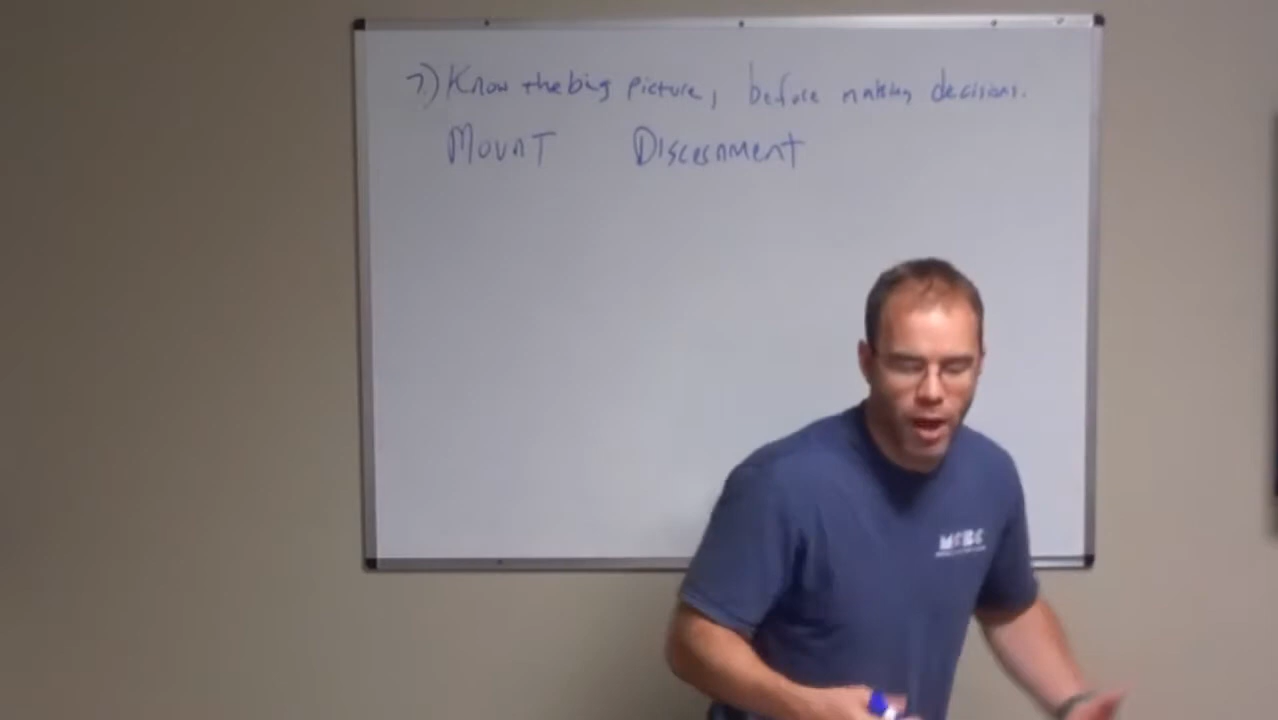 7.) Know the big picture, before making decisions.
Mount Discernment